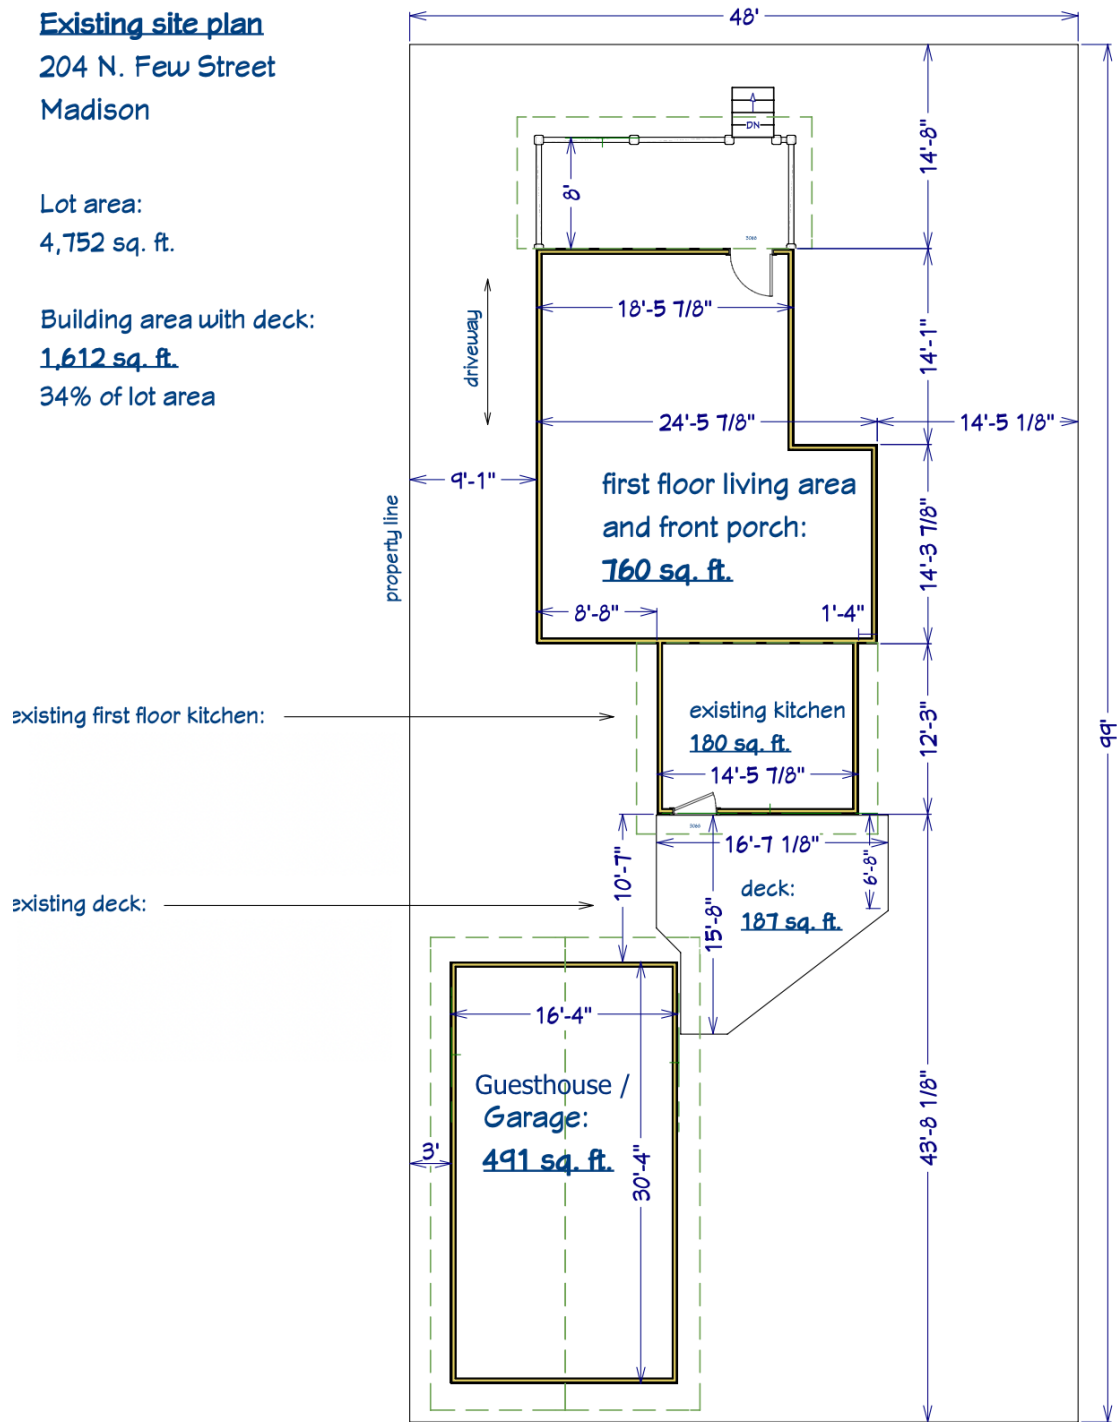 Existing site plan
204 N. Few Street
Madison
Lot area:
4,752 sq. ft.
Building area with deck:
1,612 sq. ft.
34% of lot area
48'
14'-8"
DN
8'
3068
18'-5 7/8"
14'-1"
driveway
24'-5 7/8"
14'-5 1/8"
9'-1"
property line
first floor living area
and front porch:
760 sq. ft.
14'-3 7/8"
8'-8"
1'-4"
existing first floor kitchen:
existing kitchen
180 sq. ft.
14'-5 7/8"
12'-3"
99'
16'-7 1/8"
10'-7"
6'-8"
deck:
187 sq. ft.
15'-8"
existing deck:
16'-4"
Guesthouse /
Garage:
491 sq. ft.
3'
30'-4"
43'-8 1/8"